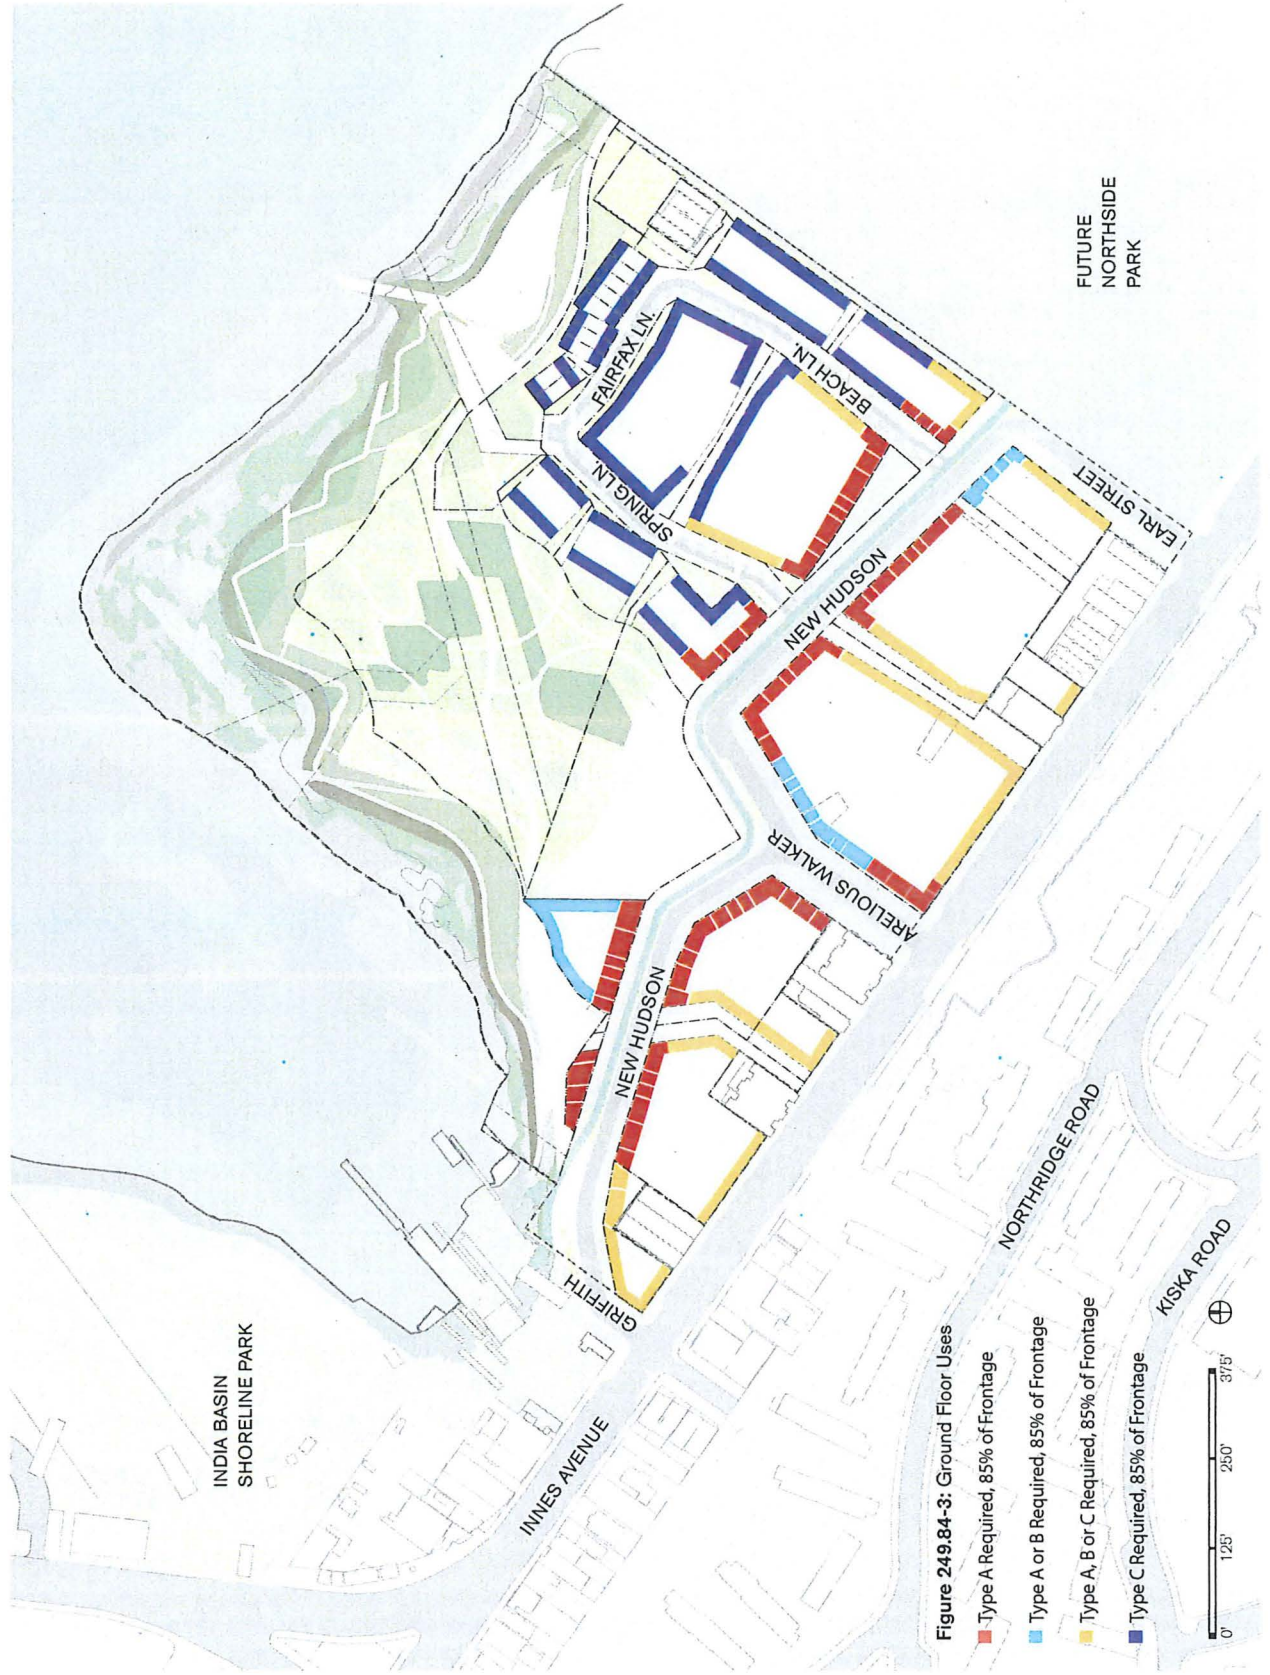 INDIA BASIN
SHORELINE PARK
FUTURE
NORTHSIDE
PARK
FAIRFAX LN.
SPRING LN.
BEACH LN
NEW HUDSON
EARL STREET
ARELIOUS WALKER
NEW HUDSON
GRIFFITH
INNES AVENUE
NORTHRIDGE ROAD
KISKA ROAD
Figure 249.84-3: Ground Floor Uses
Type A Required, 85% of Frontage
Type A or B Required, 85% of Frontage
Type A, B or C Required, 85% of Frontage
Type C Required, 85% of Frontage
0' 125' 250' 375'